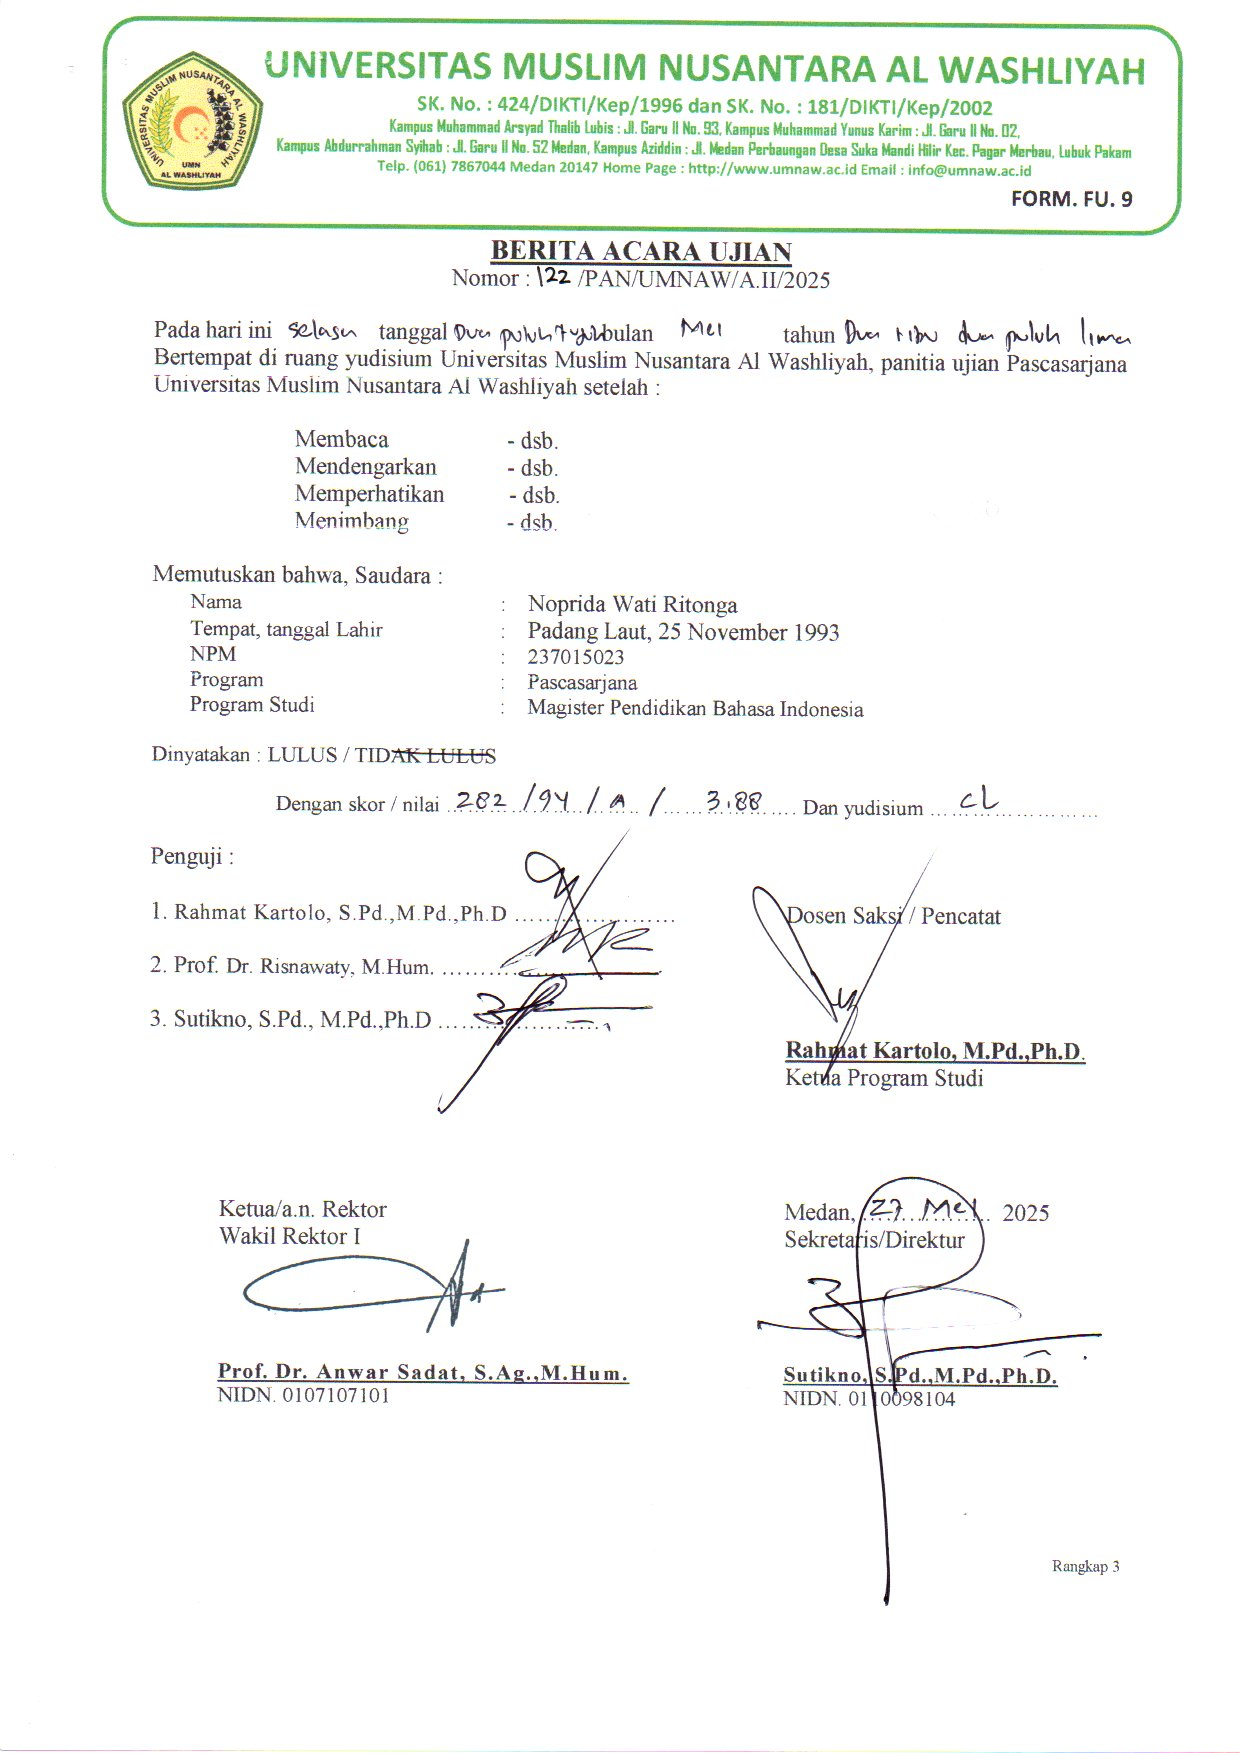 UNIVERSITAS MUSLIM NUSANTARA AL WASHLIYAH
SK. No. : 424/DIKTI/Kep/1996 dan SK. No. : 181/DIKTI/Kep/2002
Kampus Muhammad Arsyad Thalib Lubis : Jl. Garu II No. 93, Kampus Muhammad Yunus Karim : Jl. Garu II No. 02,
Kampus Abdurrahman Syihab : Jl. Garu II No. 52 Medan, Kampus Aziddin : Jl. Medan Perbaungan Desa Suka Mandi Hilir Kec. Pagar Merbau, Lubuk Pakam
Telp. (061) 7867044 Medan 20147 Home Page : http://www.umnaw.ac.id Email : info@umnaw.ac.id
UNIVERSITAS MUSLIM NUSANTARA AL WASHLIYAH
UMN
AL WASHLIYAH
FORM. FU. 9
BERITA ACARA UJIAN
Nomor : 122 /PAN/UMNAW/A.II/2025
Pada hari ini selasa tanggal Dua puluh tujuh bulan Mei tahun Dua ribu dua puluh lima
Bertempat di ruang yudisium Universitas Muslim Nusantara Al Washliyah, panitia ujian Pascasarjana
Universitas Muslim Nusantara Al Washliyah setelah :
Membaca - dsb.
Mendengarkan - dsb.
Memperhatikan - dsb.
Menimbang - dsb.
Memutuskan bahwa, Saudara :
Nama : Noprida Wati Ritonga
Tempat, tanggal Lahir : Padang Laut, 25 November 1993
NPM : 237015023
Program : Pascasarjana
Program Studi : Magister Pendidikan Bahasa Indonesia
Dinyatakan : LULUS / TIDAK LULUS
Dengan skor / nilai 282 / 94 / A / 3.88 Dan yudisium CL
Penguji :
1. Rahmat Kartolo, S.Pd.,M.Pd.,Ph.D
Dosen Saksi / Pencatat
2. Prof. Dr. Risnawaty, M.Hum.
3. Sutikno, S.Pd., M.Pd.,Ph.D
Rahmat Kartolo, M.Pd.,Ph.D.
Ketua Program Studi
Ketua/a.n. Rektor
Wakil Rektor I
Medan, 27 Mei 2025
Sekretaris/Direktur
Prof. Dr. Anwar Sadat, S.Ag.,M.Hum.
NIDN. 0107107101
Sutikno, S.Pd.,M.Pd.,Ph.D.
NIDN. 0110098104
Rangkap 3